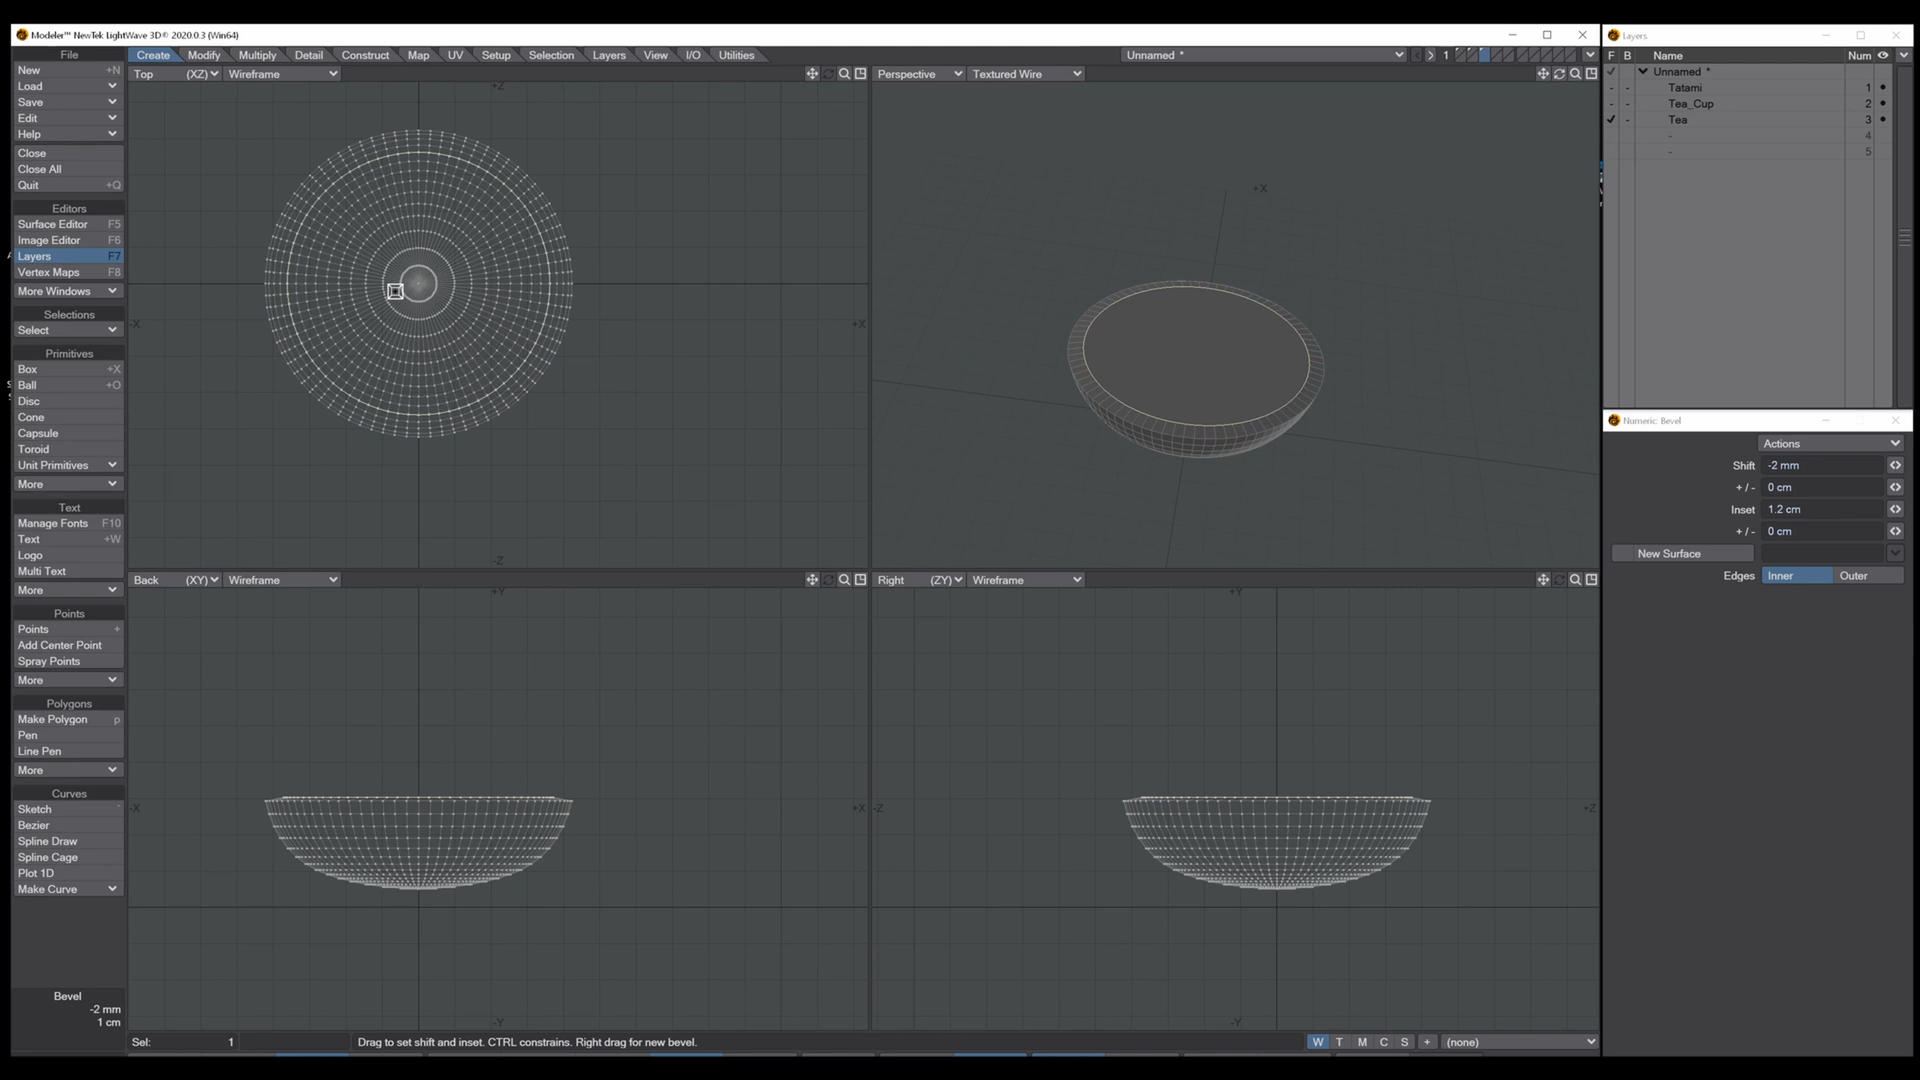 Modeler™ NewTek LightWave 3D® 2020.0.3 (Win64)
File
Create Modify Multiply Detail Construct Map UV Setup Selection Layers View I/O Utilities
Unnamed * 1
New +N
Load
Save
Edit
Help
Close
Close All
Quit +Q
Editors
Surface Editor F5
Image Editor F6
Layers F7
Vertex Maps F8
More Windows
Selections
Select
Primitives
Box +X
Ball +O
Disc
Cone
Capsule
Toroid
Unit Primitives
More
Text
Manage Fonts F10
Text +W
Logo
Multi Text
More
Points
Points +
Add Center Point
Spray Points
More
Polygons
Make Polygon p
Pen
Line Pen
More
Curves
Sketch `
Bezier
Spline Draw
Spline Cage
Plot 1D
Make Curve
Bevel
-2 mm
1 cm
Top (XZ) Wireframe
+Z
-X
+X
-Z
Perspective Textured Wire
+X
Back (XY) Wireframe
+Y
-X
+X
-Y
Right (ZY) Wireframe
+Y
-Z
+Z
-Y
Sel: 1
Drag to set shift and inset. CTRL constrains. Right drag for new bevel.
W T M C S + (none)
Layers
F B Name Num
Unnamed *
- - Tatami 1
- - Tea_Cup 2
- Tea 3
- 4
- 5
Numeric: Bevel
Actions
Shift -2 mm
+ / - 0 cm
Inset 1.2 cm
+ / - 0 cm
New Surface
Edges Inner Outer